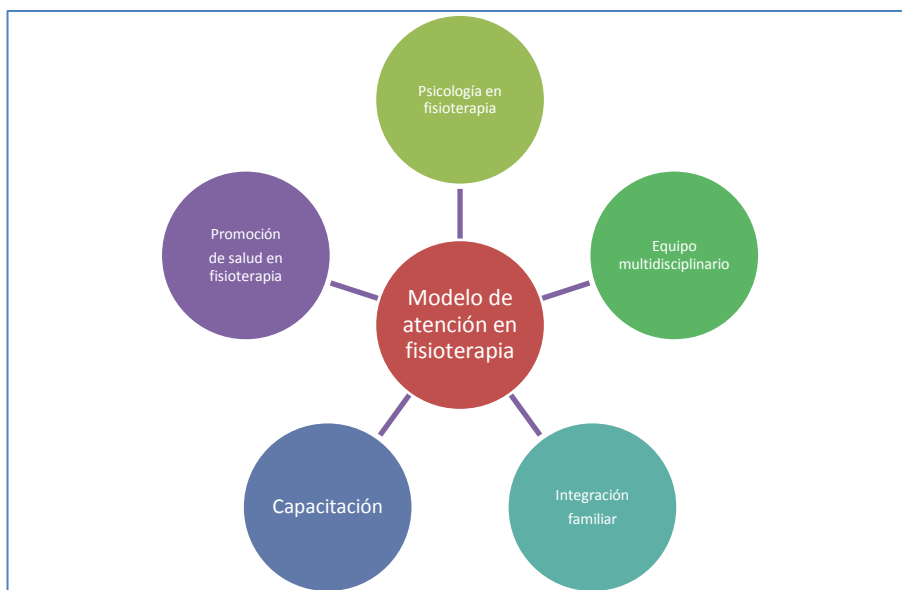 Psicología en
fisioterapia
Equipo
multidisciplinario
Integración
familiar
Capacitación
Promoción
de salud en
fisioterapia
Modelo de
atención en
fisioterapia